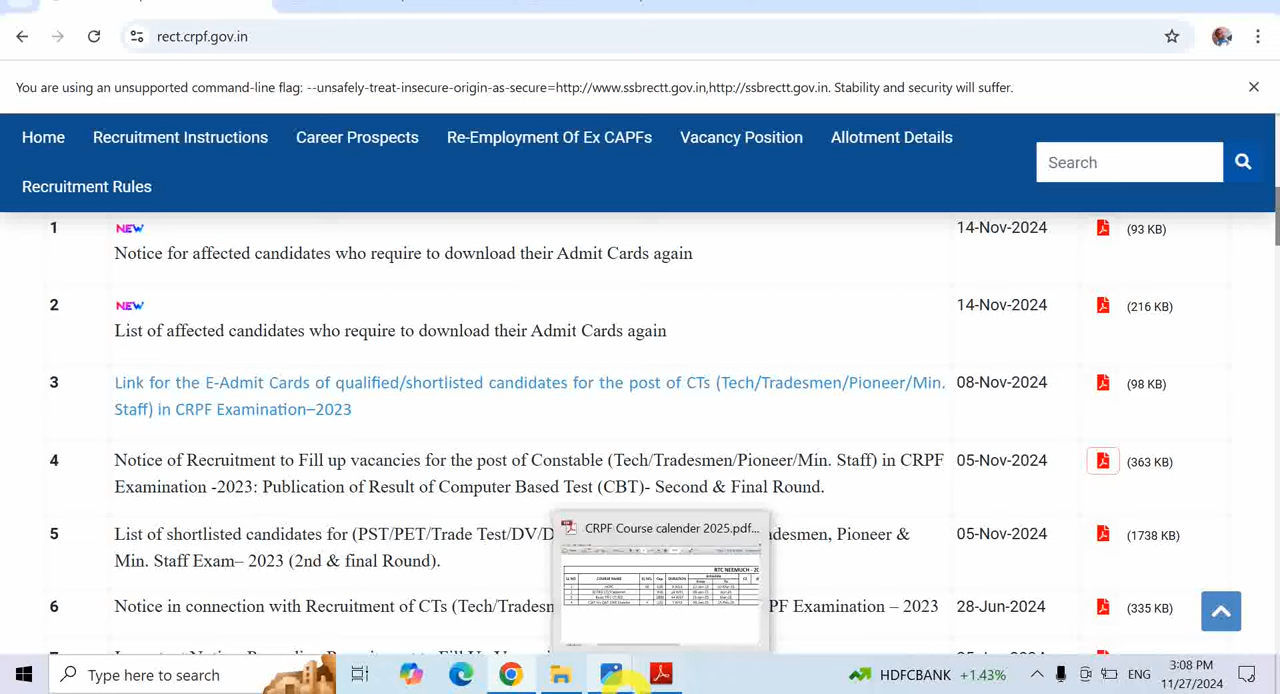 rect.crpf.gov.in
You are using an unsupported command-line flag: --unsafely-treat-insecure-origin-as-secure=http://www.ssbrectt.gov.in,http://ssbrectt.gov.in. Stability and security will suffer.
Home Recruitment Instructions Career Prospects Re-Employment Of Ex CAPFs Vacancy Position Allotment Details
Search
Recruitment Rules
1 NEW 14-Nov-2024 (93 KB)
Notice for affected candidates who require to download their Admit Cards again
2 NEW 14-Nov-2024 (216 KB)
List of affected candidates who require to download their Admit Cards again
3 Link for the E-Admit Cards of qualified/shortlisted candidates for the post of CTs (Tech/Tradesmen/Pioneer/Min. 08-Nov-2024 (98 KB)
Staff) in CRPF Examination–2023
4 Notice of Recruitment to Fill up vacancies for the post of Constable (Tech/Tradesmen/Pioneer/Min. Staff) in CRPF 05-Nov-2024 (363 KB)
Examination -2023: Publication of Result of Computer Based Test (CBT)- Second & Final Round.
CRPF Course calender 2025.pdf...
5 List of shortlisted candidates for (PST/PET/Trade Test/DV/D adesmen, Pioneer & 05-Nov-2024 (1738 KB)
Min. Staff Exam– 2023 (2nd & final Round).
RTC NEEMUCH - 20
COURSE NAME
DURATION
6 Notice in connection with Recruitment of CTs (Tech/Tradesm PF Examination – 2023 28-Jun-2024 (335 KB)
Type here to search
HDFCBANK +1.43%
ENG
3:08 PM
11/27/2024